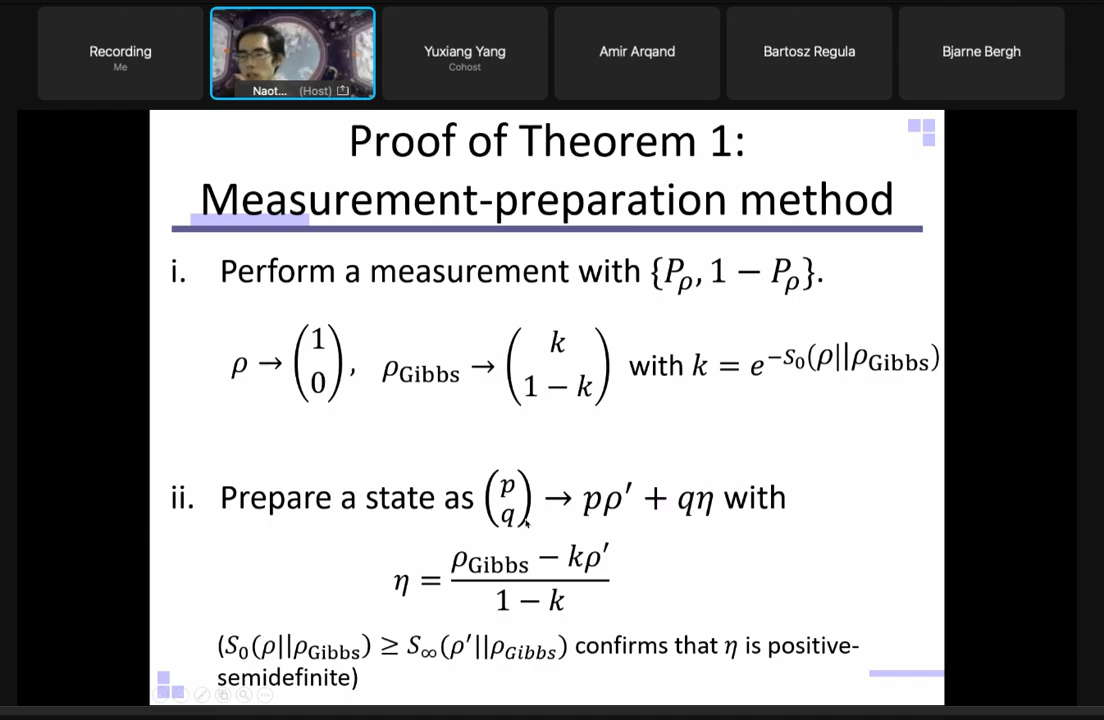 Recording
Me
Naot... (Host)
Yuxiang Yang
Cohost
Amir Arqand
Bartosz Regula
Bjarne Bergh
Proof of Theorem 1:
Measurement-preparation method
i. Perform a measurement with {P_ρ, 1 − P_ρ}.
ρ → (1 0), ρ_Gibbs → (k 1 − k) with k = e^{−S_0(ρ||ρ_Gibbs)}
ii. Prepare a state as (p q) → pρ′ + qη with
η = (ρ_Gibbs − kρ′) / (1 − k)
(S_0(ρ||ρ_Gibbs) ≥ S_∞(ρ′||ρ_Gibbs) confirms that η is positive-
semidefinite)